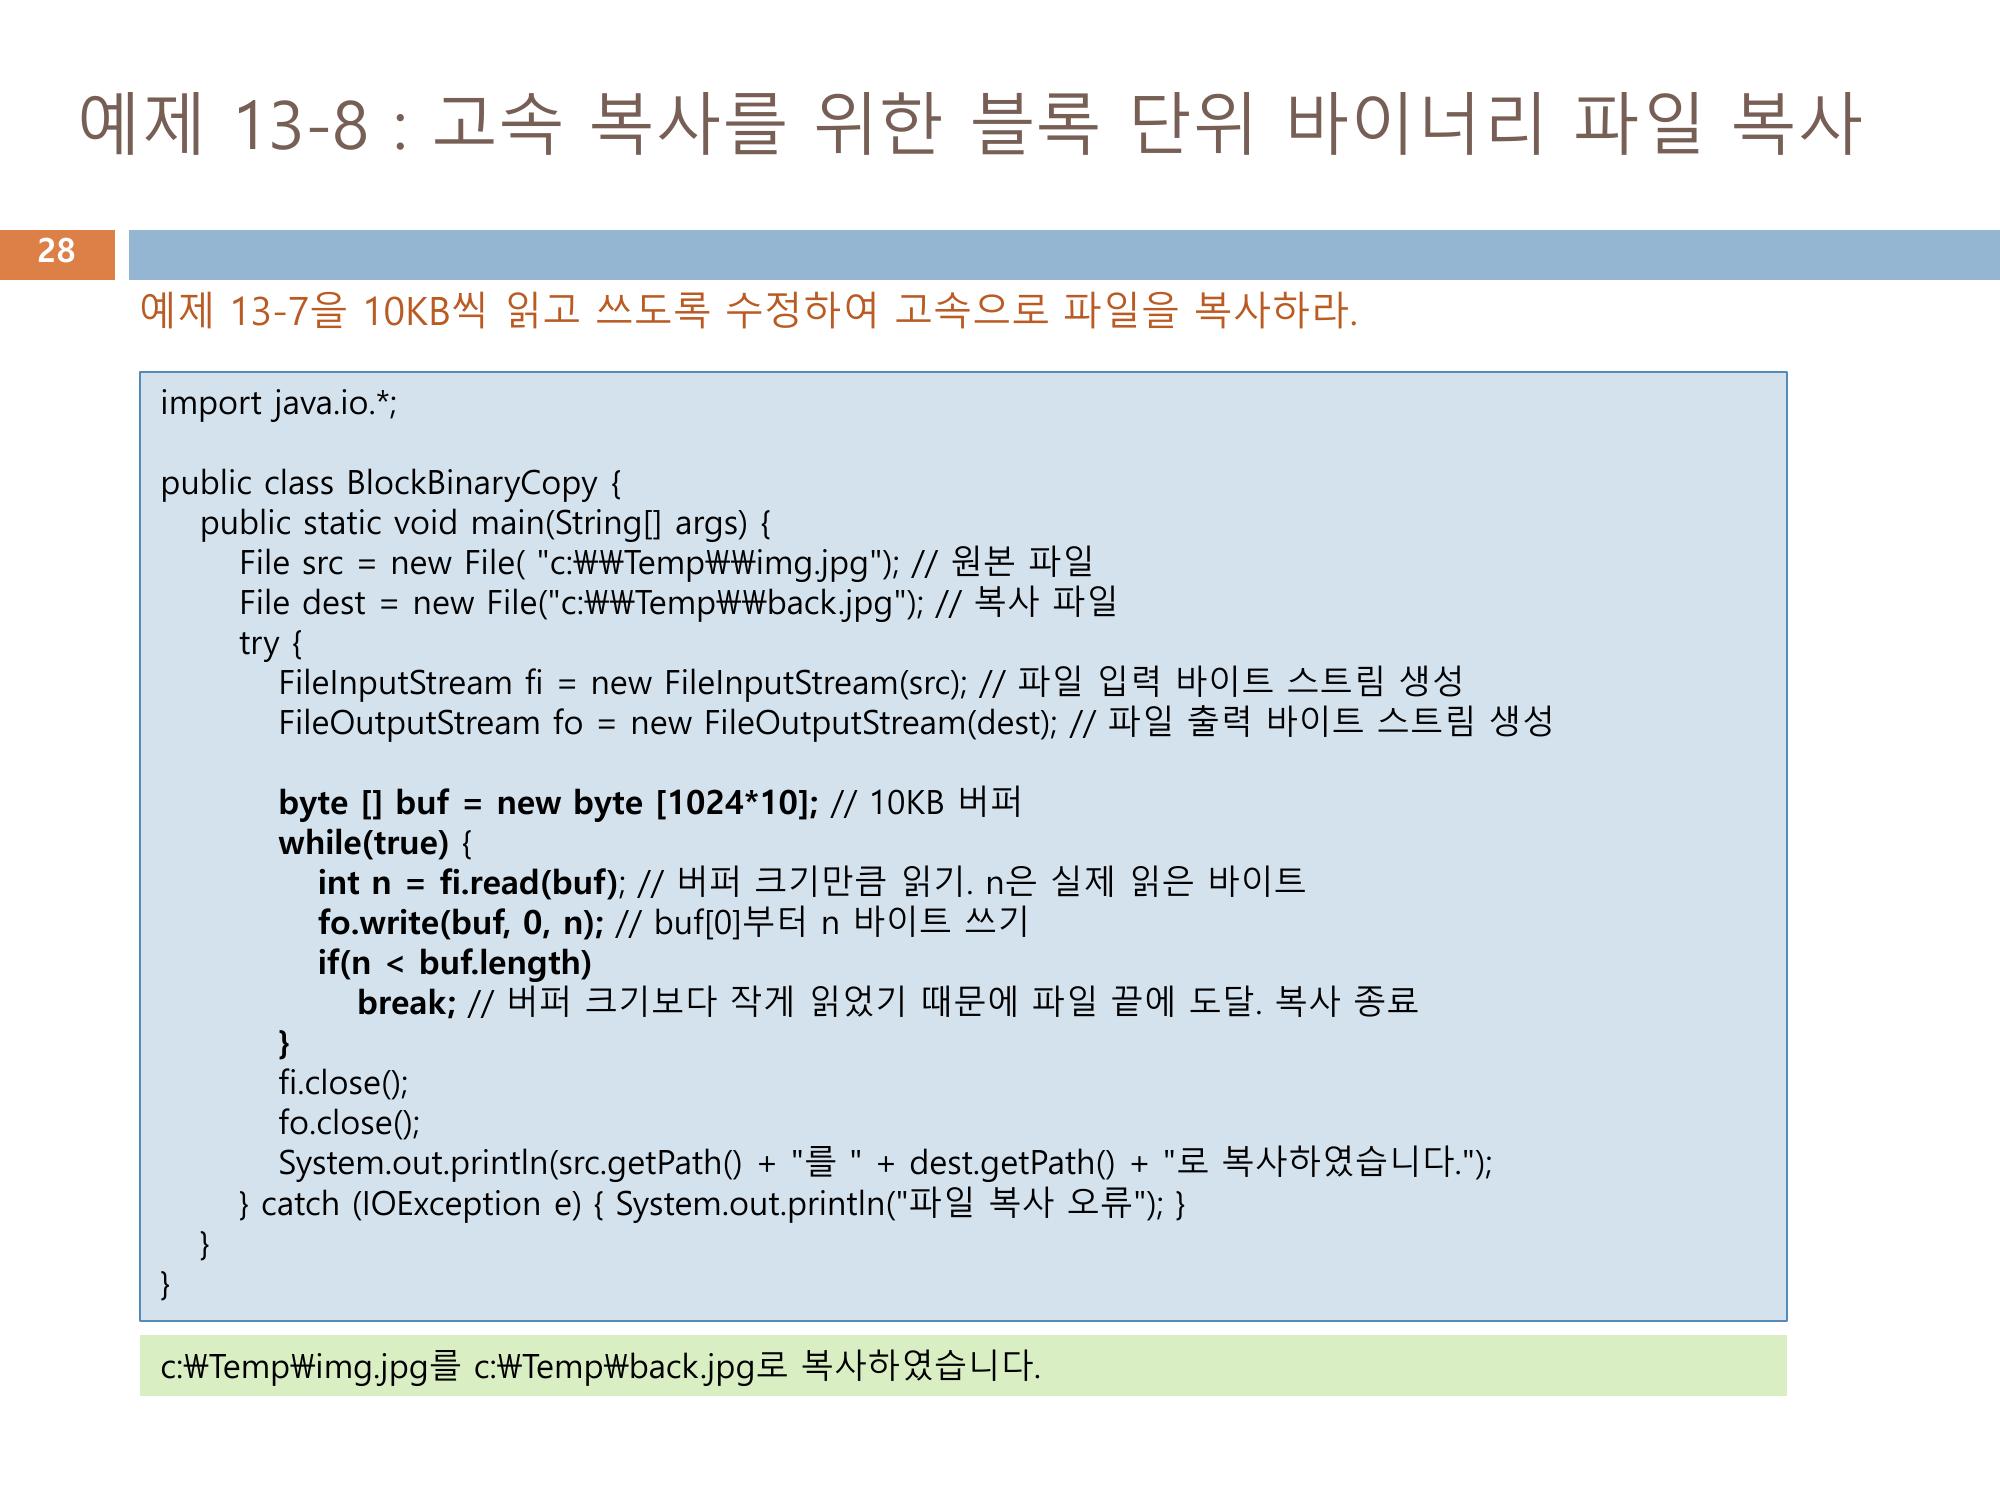 예제 13-8 : 고속 복사를 위한 블록 단위 바이너리 파일 복사
28
예제 13-7을 10KB씩 읽고 쓰도록 수정하여 고속으로 파일을 복사하라.
import java.io.*;
public class BlockBinaryCopy {
public static void main(String[] args) {
File src = new File( "c:₩₩Temp₩₩img.jpg"); // 원본 파일
File dest = new File("c:₩₩Temp₩₩back.jpg"); // 복사 파일
try {
FileInputStream fi = new FileInputStream(src); // 파일 입력 바이트 스트림 생성
FileOutputStream fo = new FileOutputStream(dest); // 파일 출력 바이트 스트림 생성
byte [] buf = new byte [1024*10]; // 10KB 버퍼
while(true) {
int n = fi.read(buf); // 버퍼 크기만큼 읽기. n은 실제 읽은 바이트
fo.write(buf, 0, n); // buf[0]부터 n 바이트 쓰기
if(n < buf.length)
break; // 버퍼 크기보다 작게 읽었기 때문에 파일 끝에 도달. 복사 종료
}
fi.close();
fo.close();
System.out.println(src.getPath() + "를 " + dest.getPath() + "로 복사하였습니다.");
} catch (IOException e) { System.out.println("파일 복사 오류"); }
}
}
c:₩Temp₩img.jpg를 c:₩Temp₩back.jpg로 복사하였습니다.